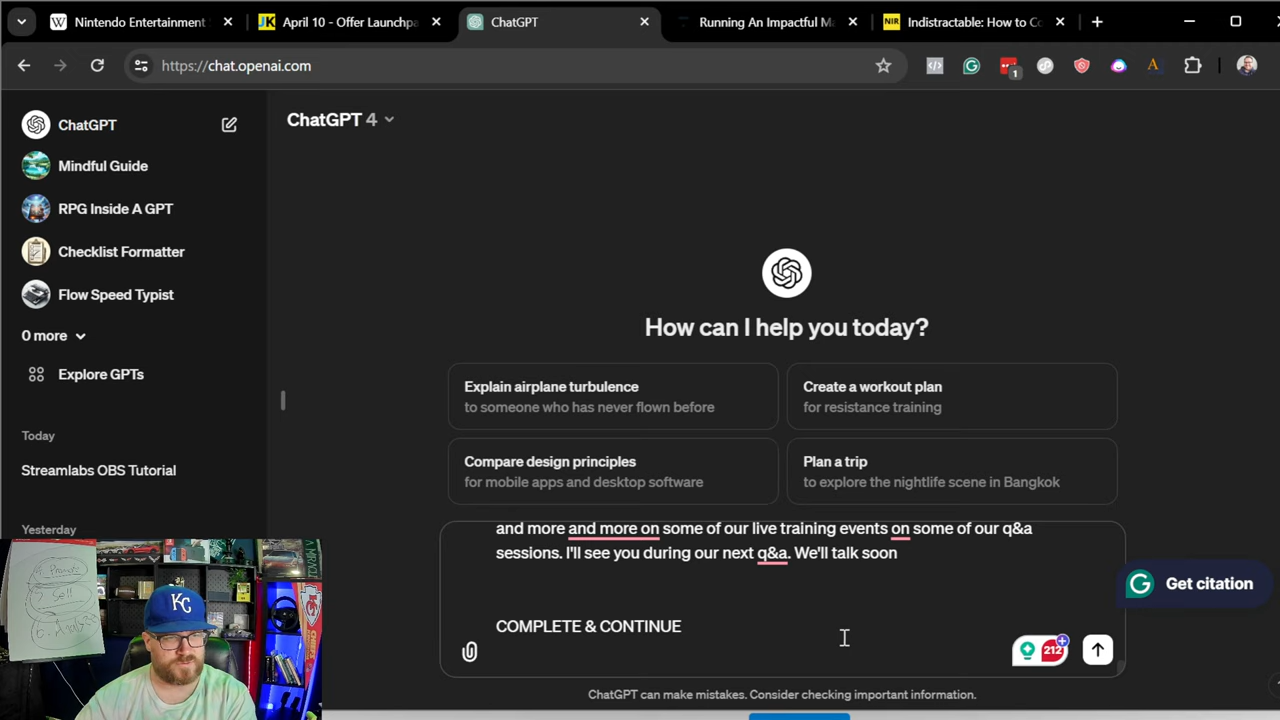 Nintendo Entertainment
April 10 - Offer Launchpa
ChatGPT
Running An Impactful Ma
NIR
Indistractable: How to Co
https://chat.openai.com
1
ChatGPT
ChatGPT 4
Mindful Guide
RPG Inside A GPT
Checklist Formatter
Flow Speed Typist
0 more
Explore GPTs
Today
Streamlabs OBS Tutorial
Yesterday
How can I help you today?
Explain airplane turbulence
to someone who has never flown before
Create a workout plan
for resistance training
Compare design principles
for mobile apps and desktop software
Plan a trip
to explore the nightlife scene in Bangkok
and more and more on some of our live training events on some of our q&a
sessions. I'll see you during our next q&a. We'll talk soon
COMPLETE & CONTINUE
212
Get citation
ChatGPT can make mistakes. Consider checking important information.
KC